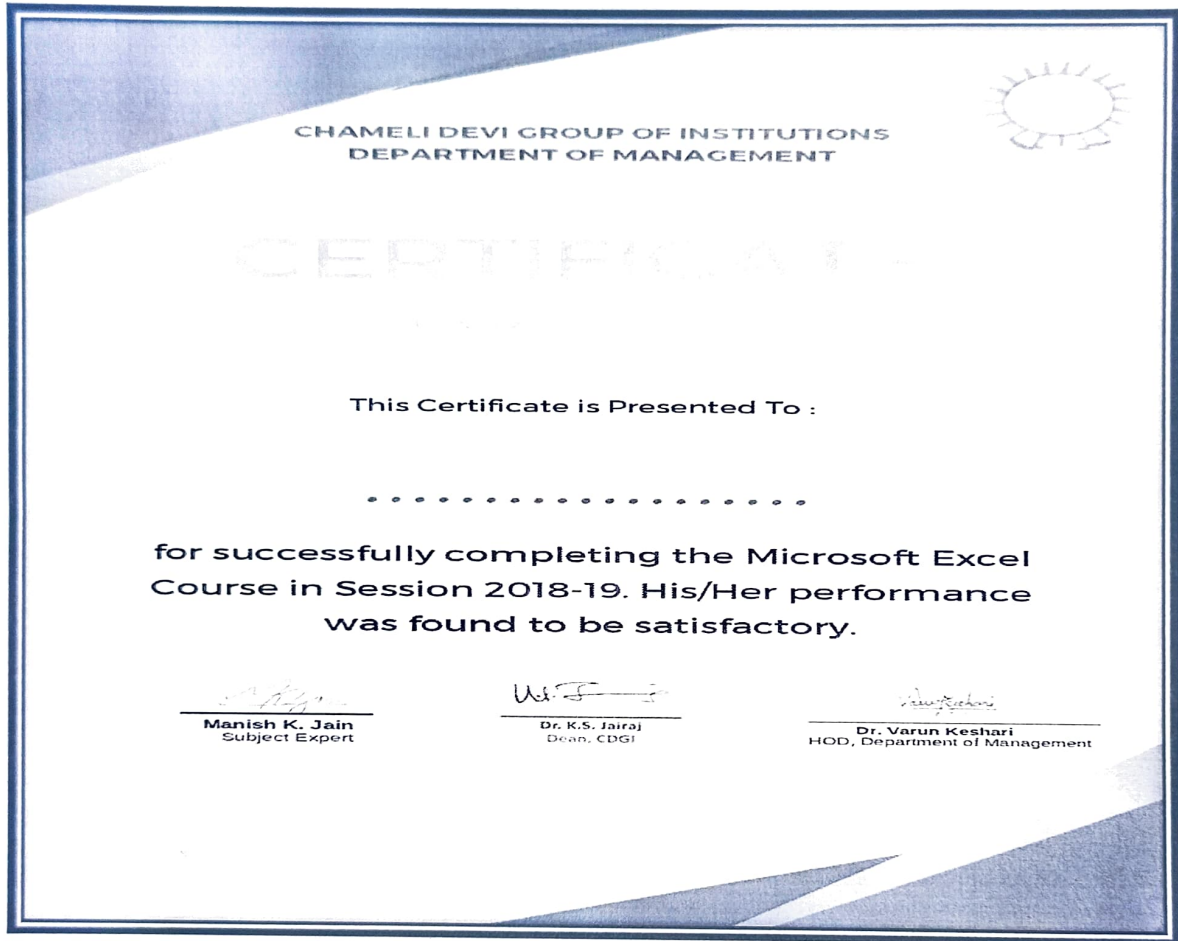 CHAMELI DEVI GROUP OF INSTITUTIONS
DEPARTMENT OF MANAGEMENT
This Certificate is Presented To :
...................
for successfully completing the Microsoft Excel
Course in Session 2018-19. His/Her performance
was found to be satisfactory.
Manish K. Jain
Subject Expert
Dr. K.S. Jairaj
Dean, CDGI
Dr. Varun Keshari
HOD, Department of Management